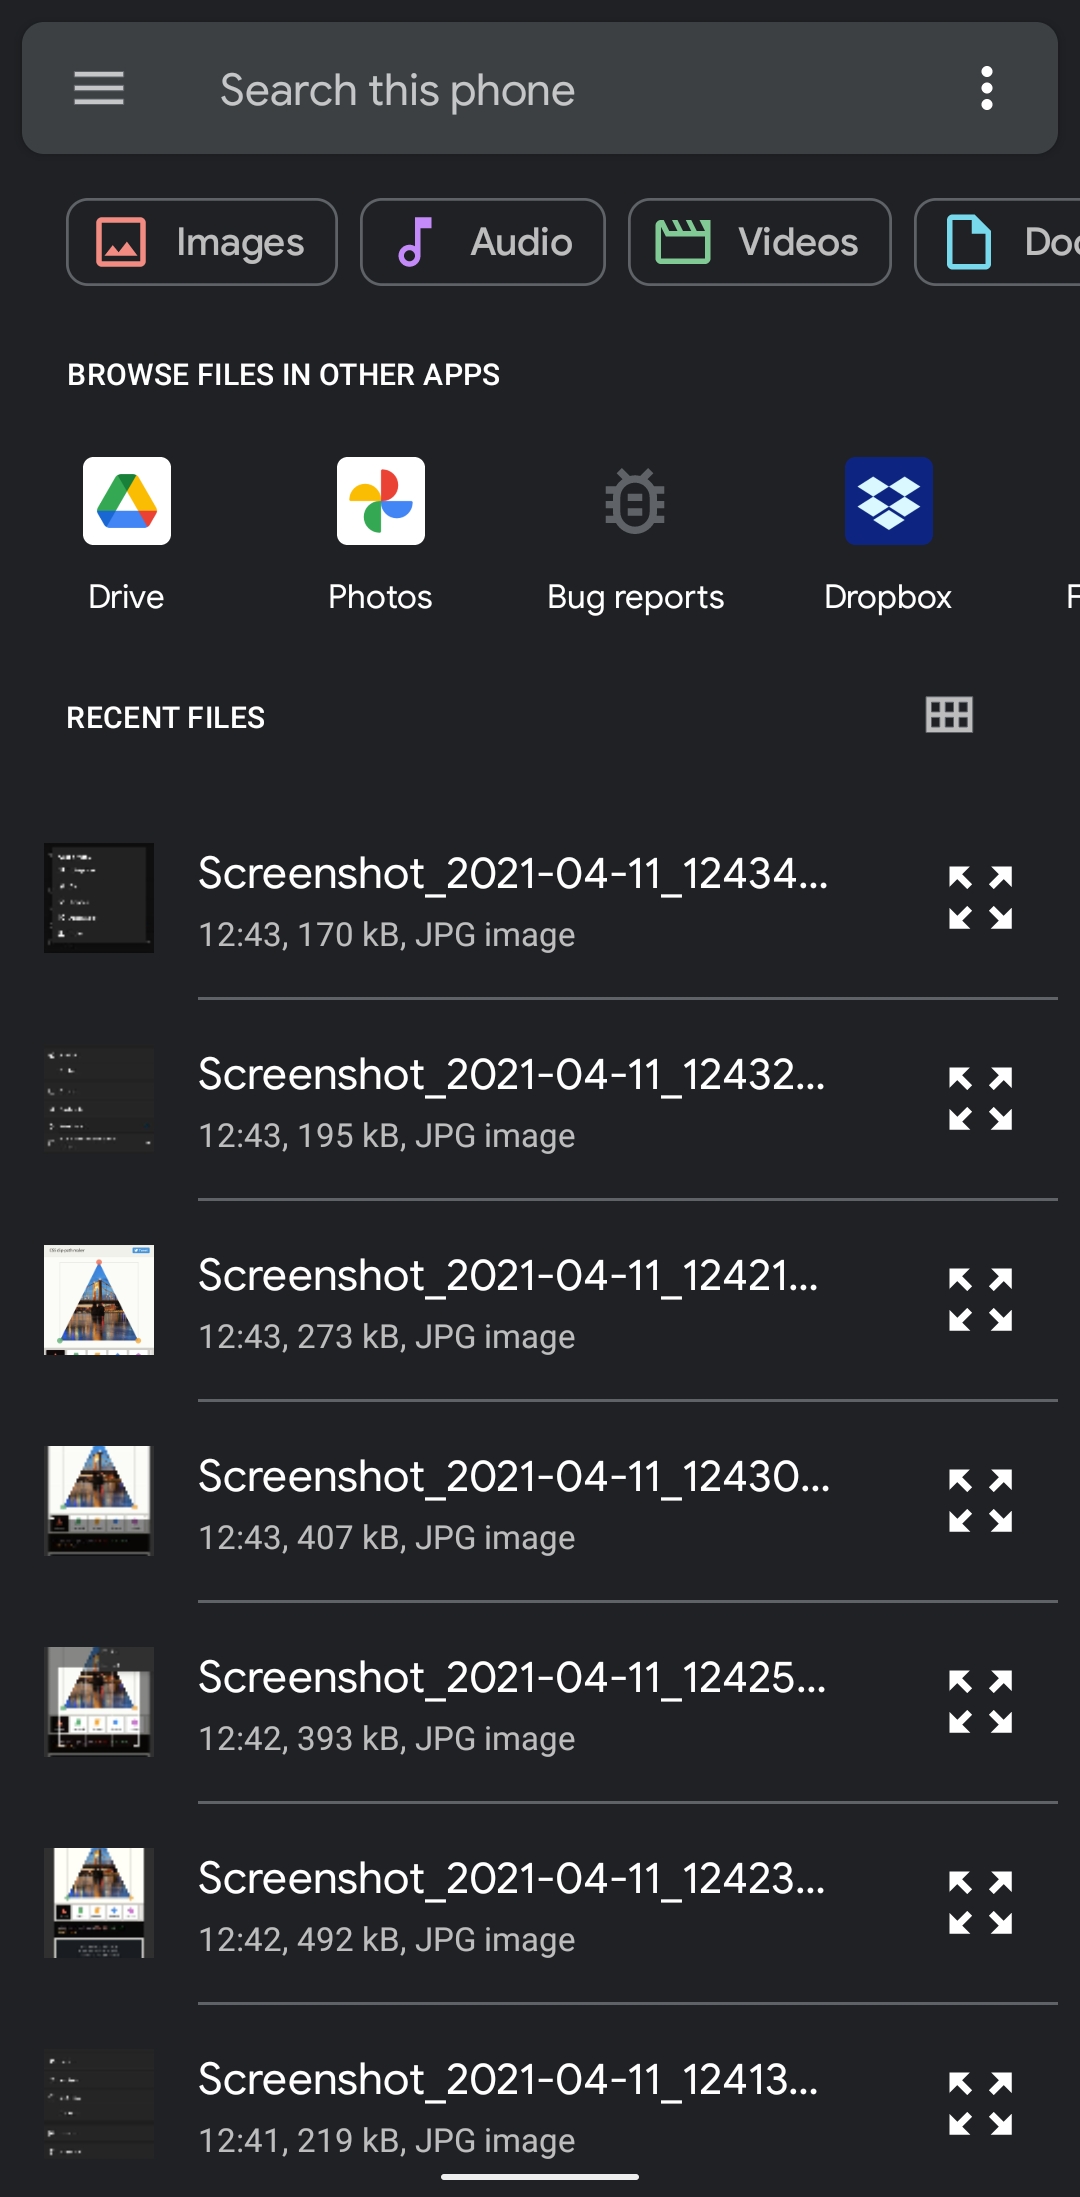 Search this phone
Images
Audio
Videos
BROWSE FILES IN OTHER APPS
Drive
Photos
Bug reports
Dropbox
RECENT FILES
Screenshot_2021-04-11_12434...
12:43, 170 kB, JPG image
Screenshot_2021-04-11_12432...
12:43, 195 kB, JPG image
Screenshot_2021-04-11_12421...
12:43, 273 kB, JPG image
Screenshot_2021-04-11_12430...
12:43, 407 kB, JPG image
Screenshot_2021-04-11_12425...
12:42, 393 kB, JPG image
Screenshot_2021-04-11_12423...
12:42, 492 kB, JPG image
Screenshot_2021-04-11_12413...
12:41, 219 kB, JPG image